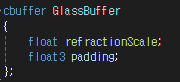 cbuffer GlassBuffer
{
    float refractionScale;
    float3 padding;
};